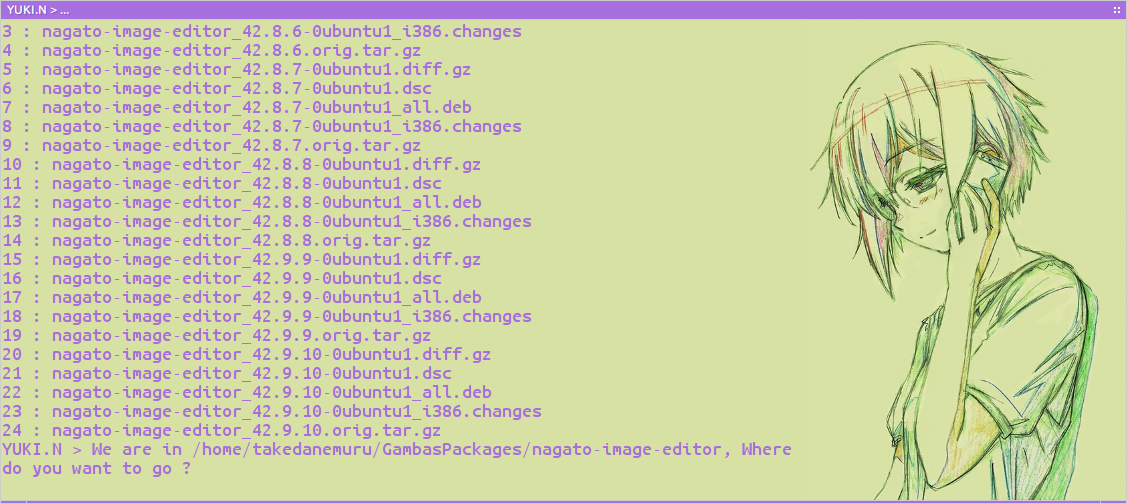 YUKI.N > ...
3 : nagato-image-editor_42.8.6-0ubuntu1_i386.changes
4 : nagato-image-editor_42.8.6.orig.tar.gz
5 : nagato-image-editor_42.8.7-0ubuntu1.diff.gz
6 : nagato-image-editor_42.8.7-0ubuntu1.dsc
7 : nagato-image-editor_42.8.7-0ubuntu1_all.deb
8 : nagato-image-editor_42.8.7-0ubuntu1_i386.changes
9 : nagato-image-editor_42.8.7.orig.tar.gz
10 : nagato-image-editor_42.8.8-0ubuntu1.diff.gz
11 : nagato-image-editor_42.8.8-0ubuntu1.dsc
12 : nagato-image-editor_42.8.8-0ubuntu1_all.deb
13 : nagato-image-editor_42.8.8-0ubuntu1_i386.changes
14 : nagato-image-editor_42.8.8.orig.tar.gz
15 : nagato-image-editor_42.9.9-0ubuntu1.diff.gz
16 : nagato-image-editor_42.9.9-0ubuntu1.dsc
17 : nagato-image-editor_42.9.9-0ubuntu1_all.deb
18 : nagato-image-editor_42.9.9-0ubuntu1_i386.changes
19 : nagato-image-editor_42.9.9.orig.tar.gz
20 : nagato-image-editor_42.9.10-0ubuntu1.diff.gz
21 : nagato-image-editor_42.9.10-0ubuntu1.dsc
22 : nagato-image-editor_42.9.10-0ubuntu1_all.deb
23 : nagato-image-editor_42.9.10-0ubuntu1_i386.changes
24 : nagato-image-editor_42.9.10.orig.tar.gz
YUKI.N > We are in /home/takedanemuru/GambasPackages/nagato-image-editor, Where
do you want to go ?